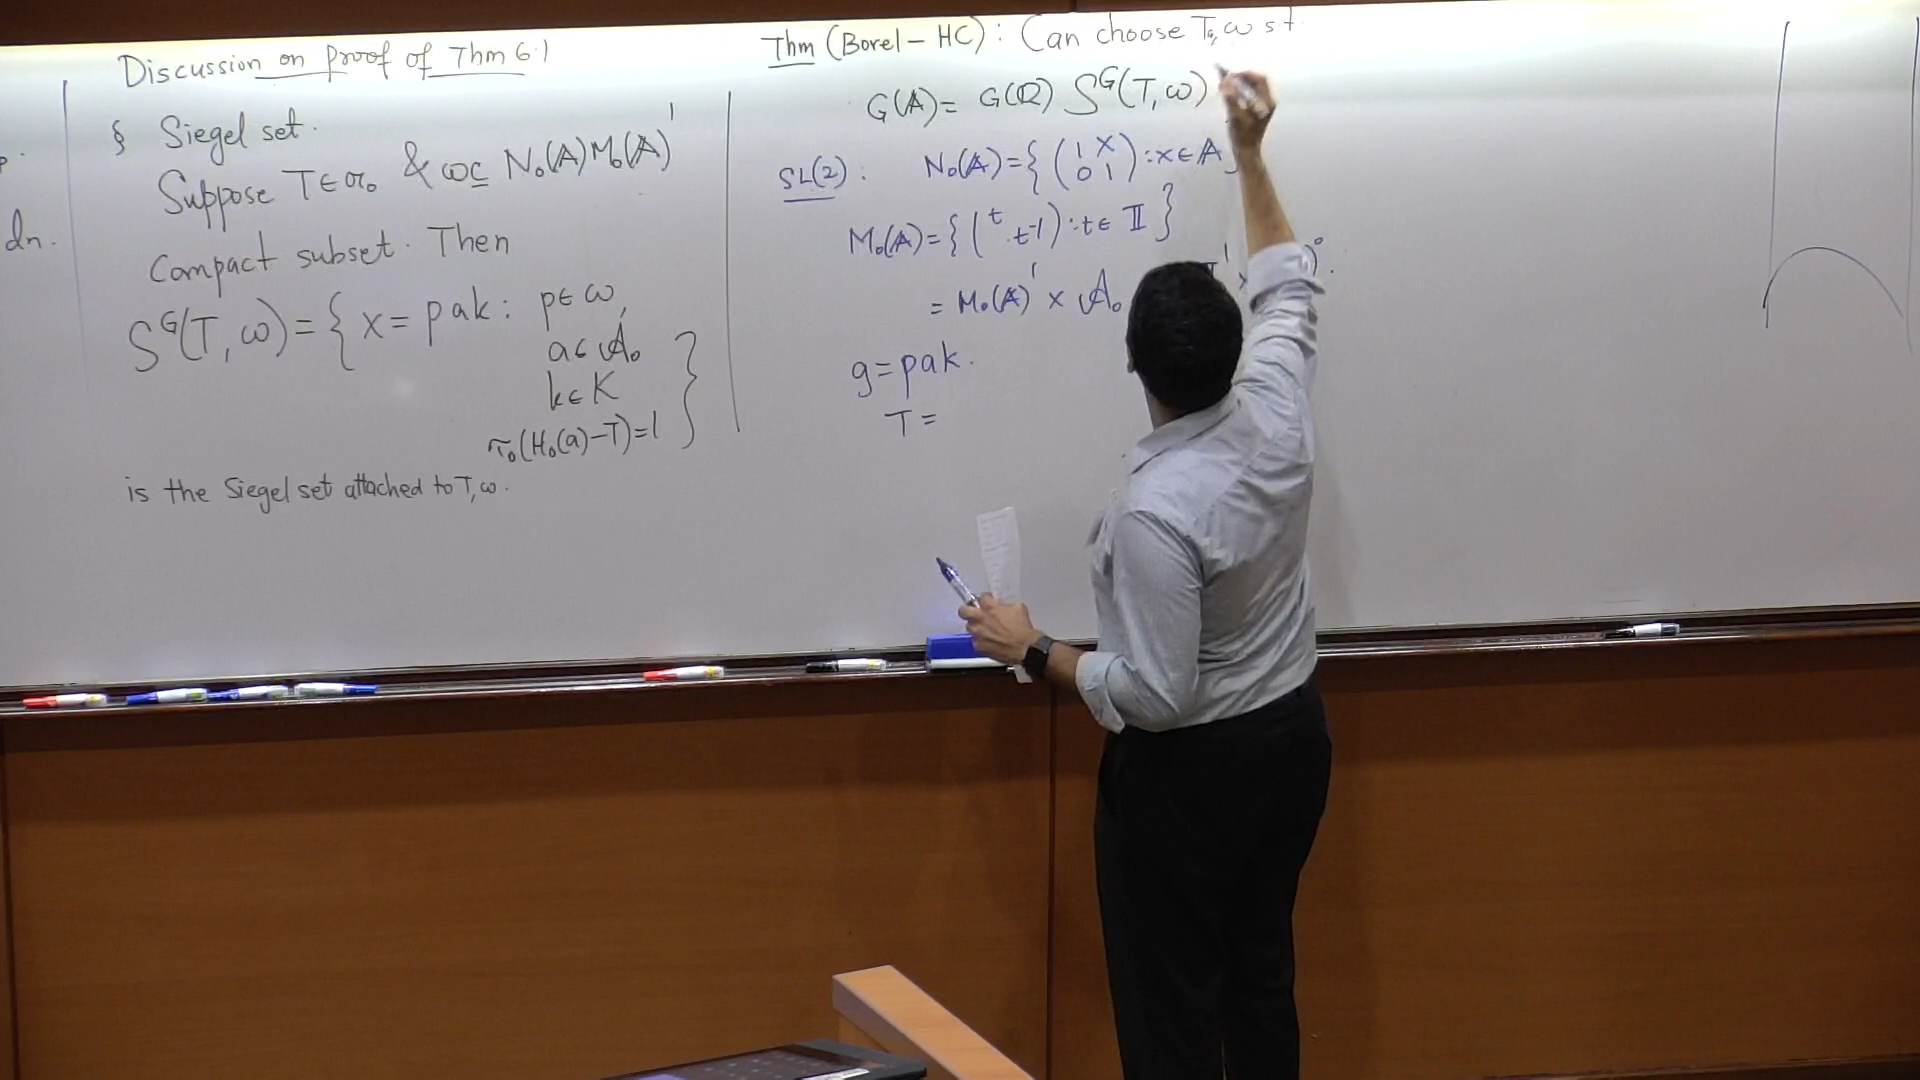 dn.
Discussion on Proof of Thm 6.1
§ Siegel set.
Suppose T∈𝔞₀ & ω⊆ N₀(𝔸)M₀(𝔸)¹
Compact subset. Then
S^G(T, ω) = { x = pak : p∈ω,
a∈𝒜₀
k∈K
τ₀(H₀(a)-T)=1 }
is the Siegel set attached to T, ω.
Thm (Borel – HC) : Can choose T₀, ω st
G(𝔸) = G(ℚ) S^G(T, ω)
SL(2) : N₀(𝔸) = { ( 1 x 0 1 ) : x∈𝔸 }
M₀(𝔸) = { ( t t⁻¹ ) : t∈ 𝕀 }
= M₀(𝔸)¹ × 𝒜₀
g = pak.
T =